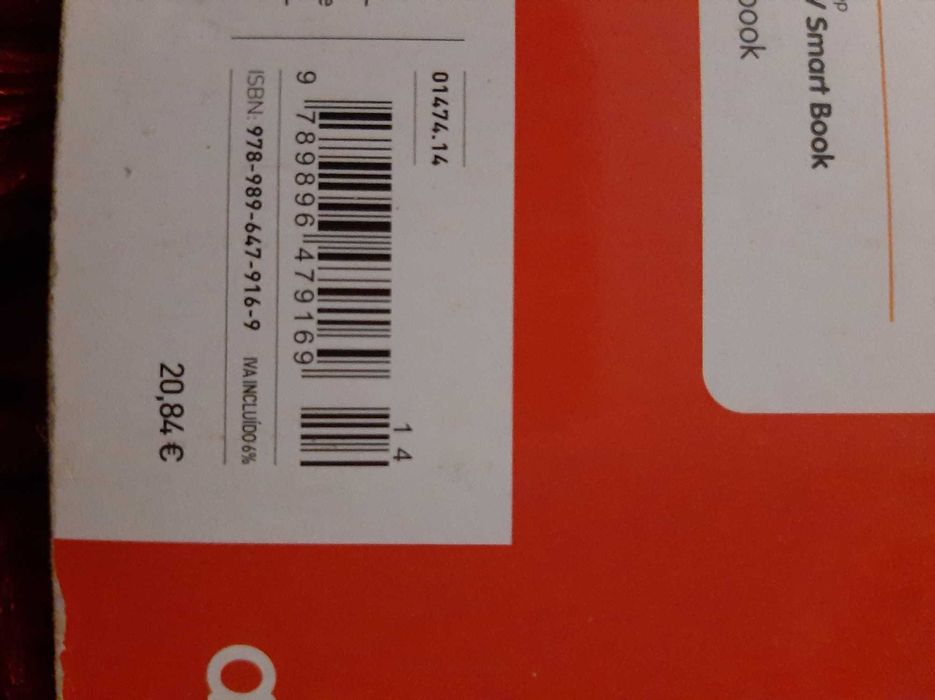 Smart Book
01474.14
9 789896 479169
14
ISBN: 978-989-647-916-9 IVA INCLUÍDO 6%
20,84 €